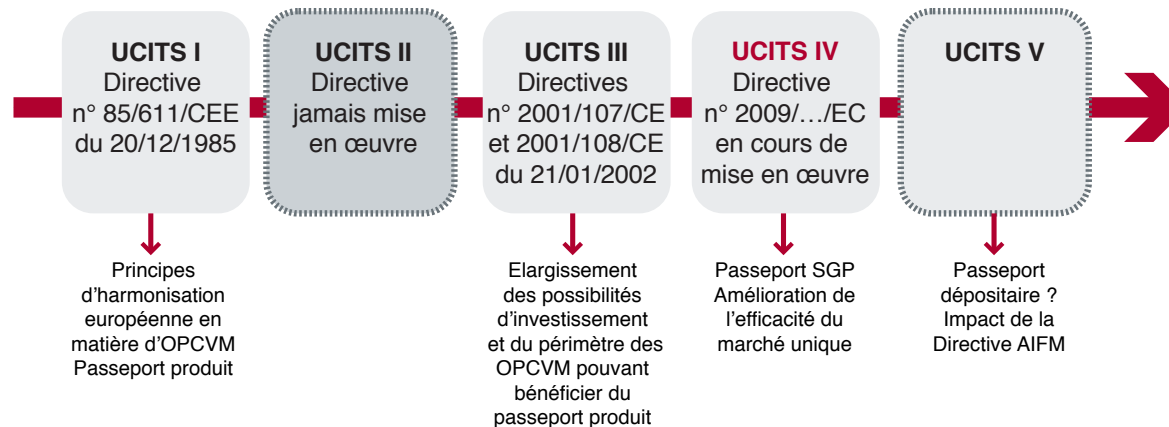 UCITS I
Directive
n° 85/611/CEE
du 20/12/1985
UCITS II
Directive
jamais mise
en œuvre
UCITS III
Directives
n° 2001/107/CE
et 2001/108/CE
du 21/01/2002
UCITS IV
Directive
n° 2009/…/EC
en cours de
mise en œuvre
UCITS V
Principes
d’harmonisation
européenne en
matière d’OPCVM
Passeport produit
Elargissement
des possibilités
d’investissement
et du périmètre des
OPCVM pouvant
bénéficier du
passeport produit
Passeport SGP
Amélioration de
l’efficacité du
marché unique
Passeport
dépositaire ?
Impact de la
Directive AIFM